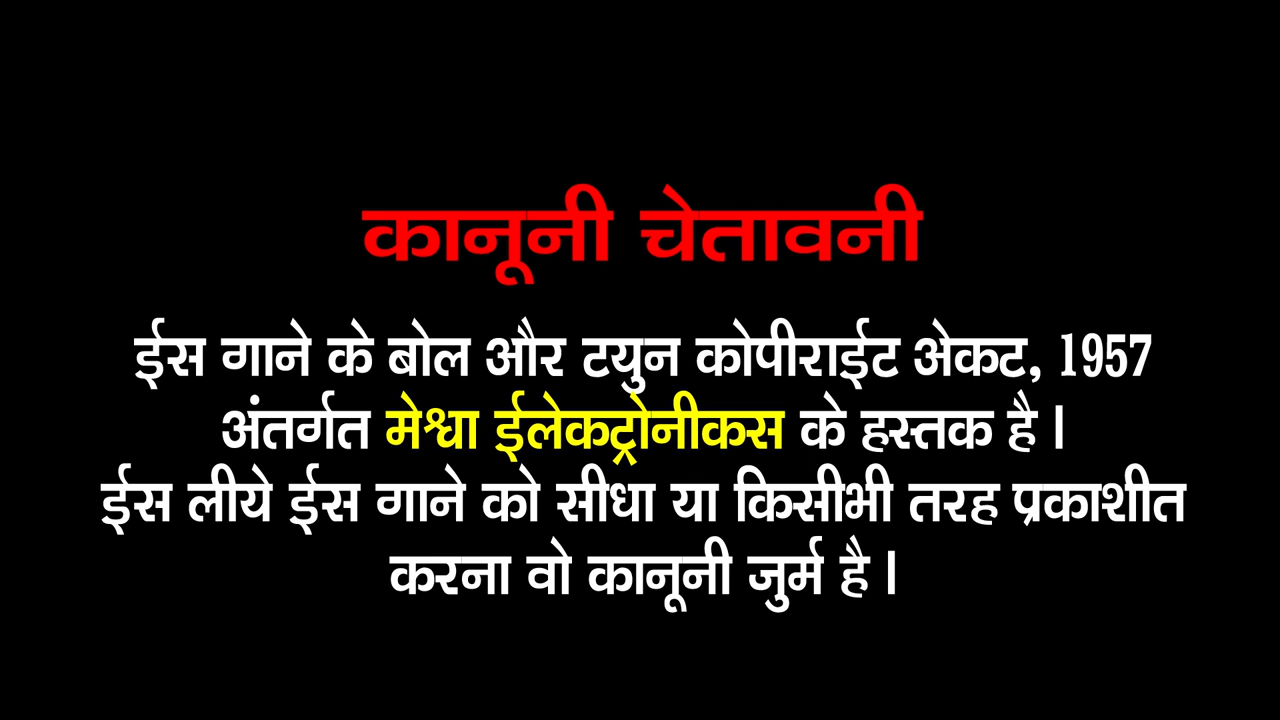 कानूनी चेतावनी
ईस गाने के बोल और टयुन कोपीराईट अेकट, 1957
अंतर्गत मेश्वा ईलेकट्रोनीकस के हस्तक है।
ईस लीये ईस गाने को सीधा या किसीभी तरह प्रकाशीत
करना वो कानूनी जुर्म है।